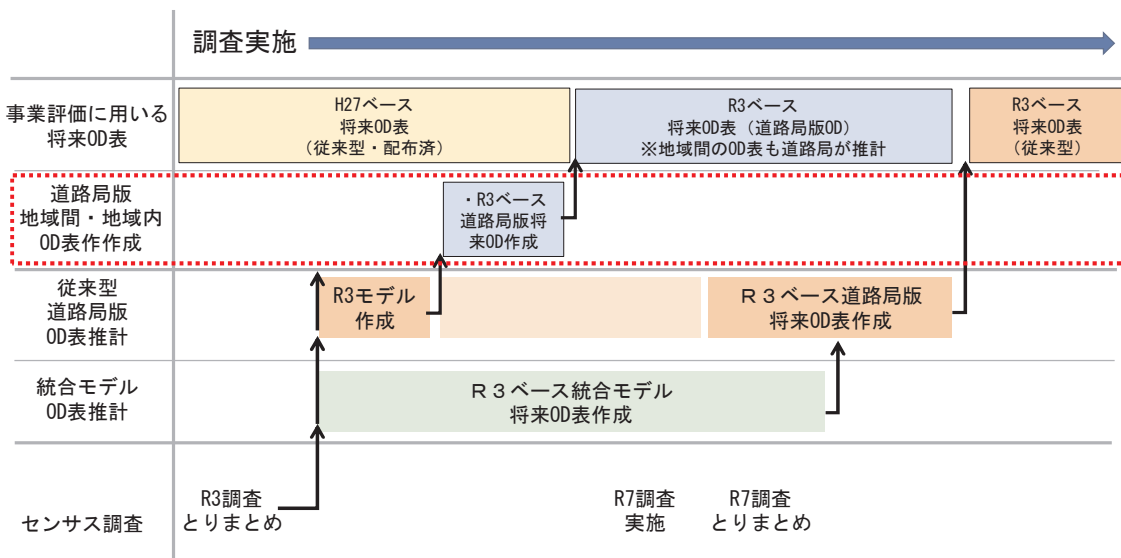 調査実施
事業評価に用いる
将来OD表
H27ベース
将来OD表
(従来型・配布済)
R3ベース
将来OD表(道路局版OD)
※地域間のOD表も道路局が推計
R3ベース
将来OD表
(従来型)
道路局版
地域間・地域内
OD表作作成
・R3ベース
道路局版将
来OD作成
従来型
道路局版
OD表推計
R3モデル
作成
R3ベース道路局版
将来OD表作成
統合モデル
OD表推計
R3ベース統合モデル
将来OD表作成
センサス調査
R3調査
とりまとめ
R7調査
実施
R7調査
とりまとめ